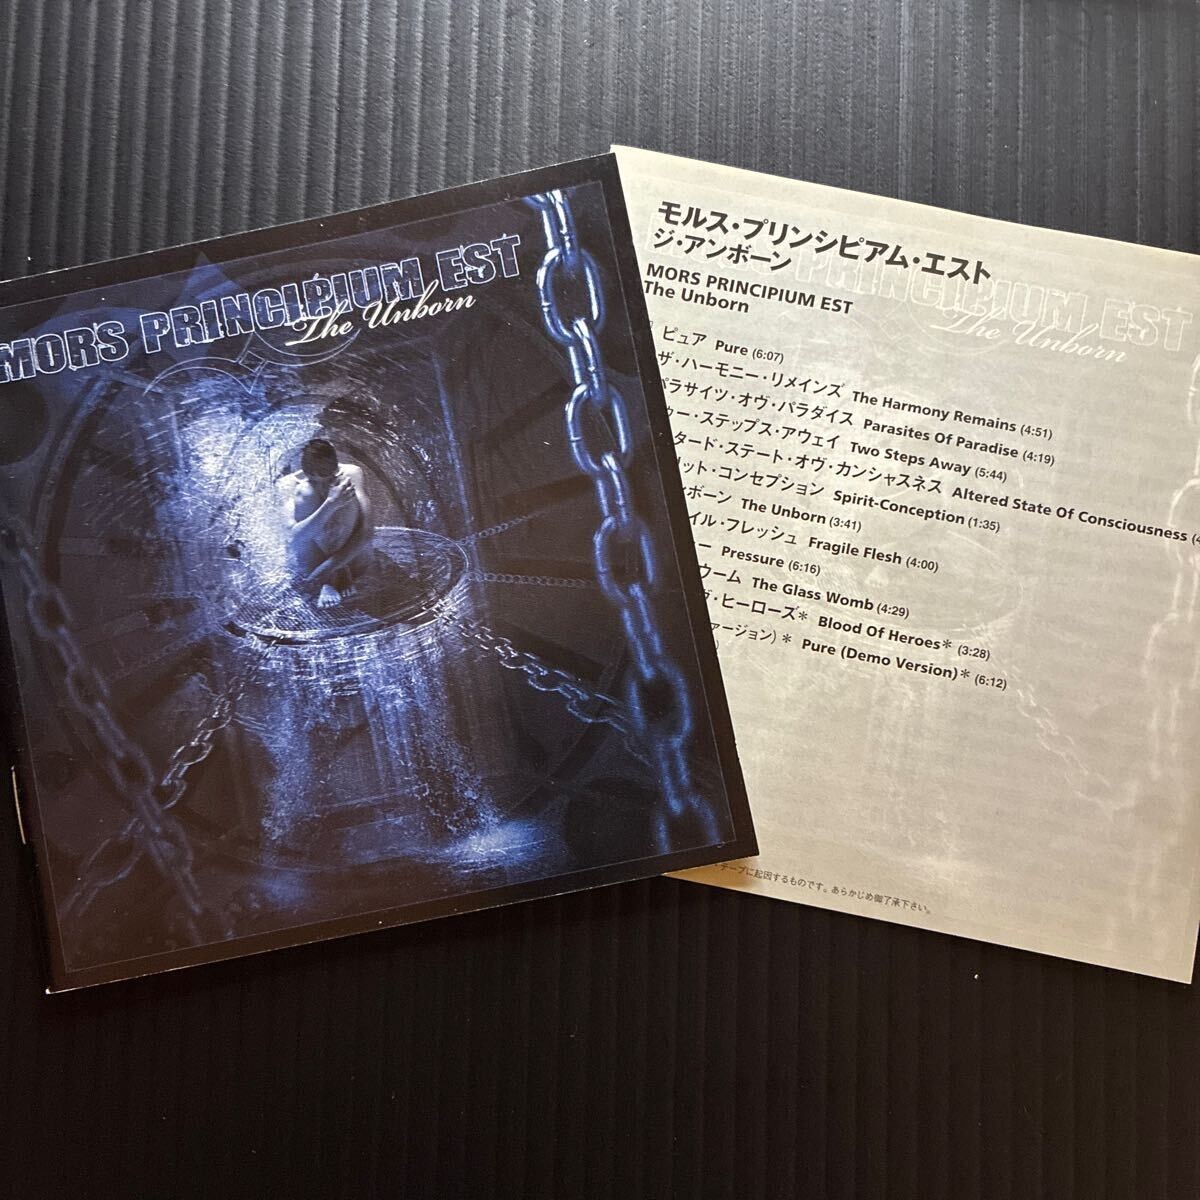 MORS PRINCIPIUM EST
The Unborn
モルス・プリンシピアム・エスト
ジ・アンボーン
MORS PRINCIPIUM EST
The Unborn
ピュア Pure (6:07)
ザ・ハーモニー・リメインズ The Harmony Remains (4:51)
パラサイツ・オヴ・パラダイス Parasites Of Paradise (4:19)
ゥー・ステップス・アウェイ Two Steps Away (5:44)
タード・ステート・オヴ・カンシャスネス Altered State Of Consciousness (4
リット・コンセプション Spirit-Conception (1:35)
ンボーン The Unborn (3:41)
イル・フレッシュ Fragile Flesh (4:00)
ー Pressure (6:16)
ウーム The Glass Womb (4:29)
ヴ・ヒーローズ* Blood Of Heroes* (3:28)
ァージョン) * Pure (Demo Version)* (6:12)
MORS PRINCIPIUM EST
The Unborn
テープに起因するものです。あらかじめ御了承下さい。